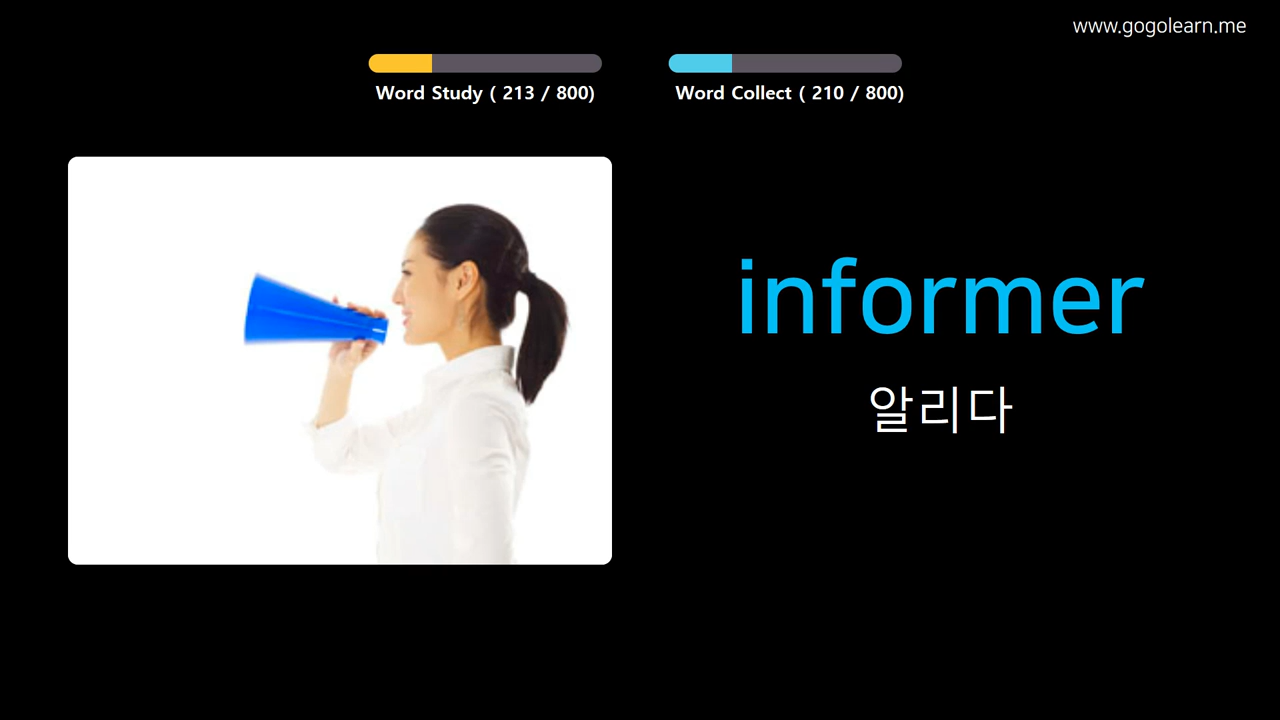 www.gogolearn.me
Word Study ( 213 / 800)
Word Collect ( 210 / 800)
informer
알리다